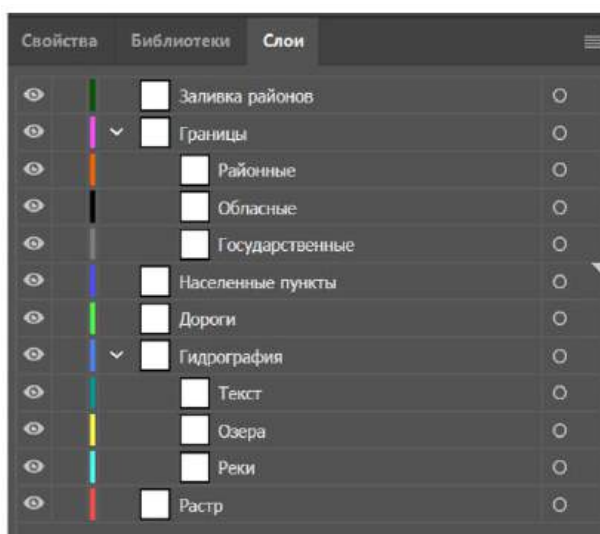 Свойства Библиотеки Слои
Заливка районов
Границы
Районные
Обласные
Государственные
Населенные пункты
Дороги
Гидрография
Текст
Озера
Реки
Растр